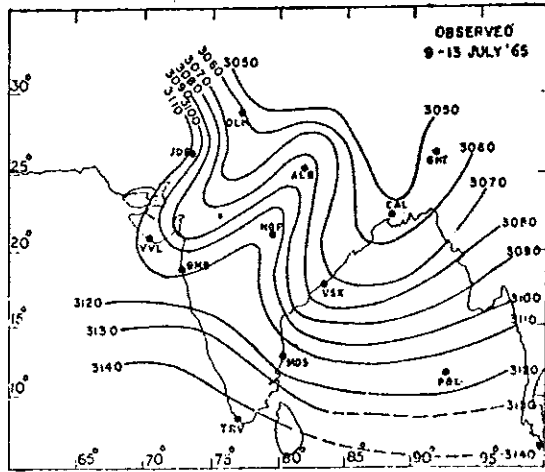 OBSERVED
9-13 JULY '65
3050
3060
3070
3080
3090
3100
3110
30°
DLH
3050
JDP
GHT
3060
25°
ALB
3070
CAL
20°
VVL
NGP
3080
BMB
3090
VSK
3100
3120
15°
3110
3130
MDS
3120
3140
PBL
10°
3130
TRV
3140
65°
70°
75°
80°
85°
90°
95°